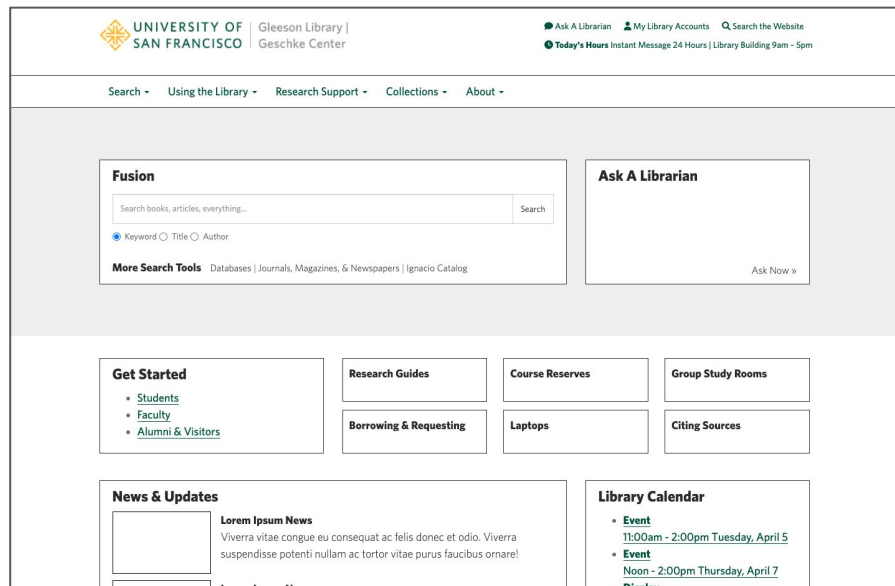 UNIVERSITY OF
SAN FRANCISCO
Gleeson Library |
Geschke Center
Ask A Librarian My Library Accounts Search the Website
Today's Hours Instant Message 24 Hours | Library Building 9am – 5pm
Search Using the Library Research Support Collections About
Fusion
Search books, articles, everything...
Search
Keyword Title Author
More Search Tools Databases | Journals, Magazines, & Newspapers | Ignacio Catalog
Ask A Librarian
Ask Now »
Get Started
Students
Faculty
Alumni & Visitors
Research Guides
Course Reserves
Group Study Rooms
Borrowing & Requesting
Laptops
Citing Sources
News & Updates
Lorem Ipsum News
Viverra vitae congue eu consequat ac felis donec et odio. Viverra
suspendisse potenti nullam ac tortor vitae purus faucibus ornare!
Library Calendar
Event
11:00am - 2:00pm Tuesday, April 5
Event
Noon - 2:00pm Thursday, April 7